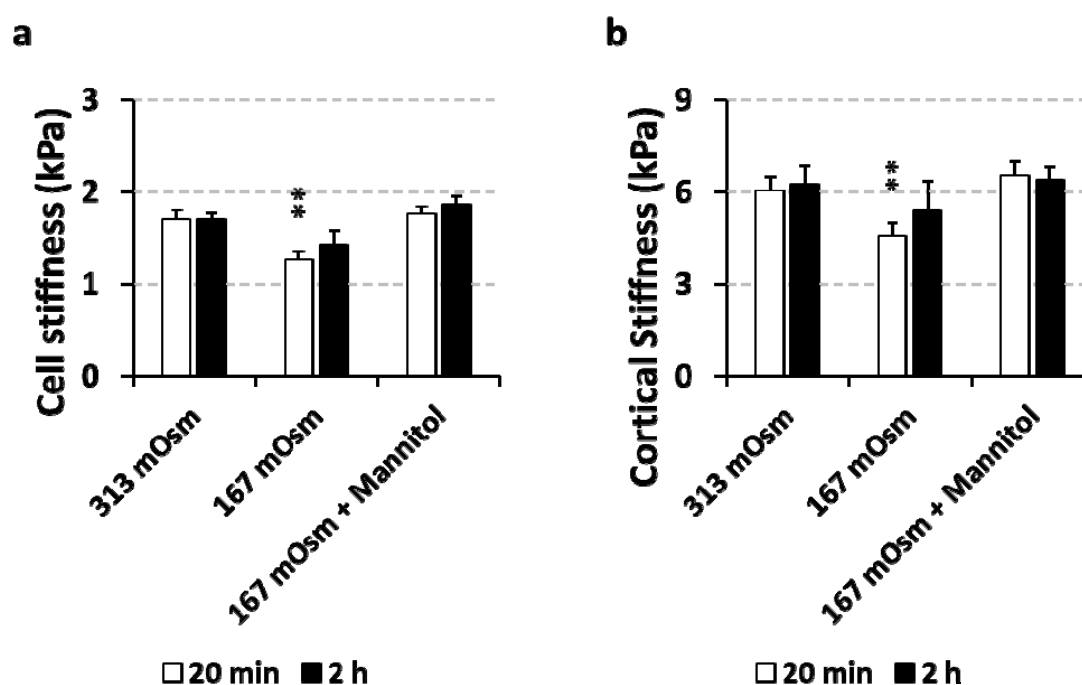 a
Cell stiffness (kPa)
3
2
1
0
**
313 mOsm
167 mOsm
167 mOsm + Mannitol
20 min
2 h
b
Cortical Stiffness (kPa)
9
6
3
0
**
313 mOsm
167 mOsm
167 mOsm + Mannitol
20 min
2 h